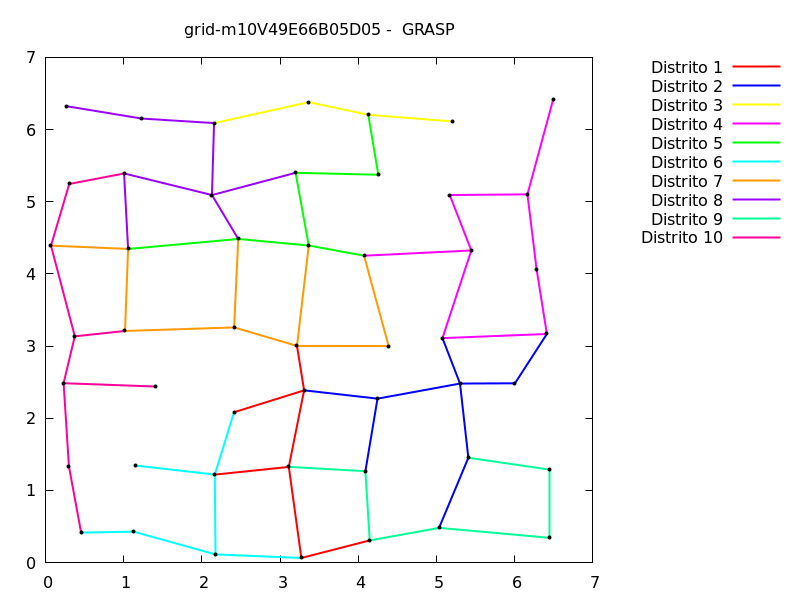 grid-m10V49E66B05D05 - GRASP
Distrito 1
Distrito 2
Distrito 3
Distrito 4
Distrito 5
Distrito 6
Distrito 7
Distrito 8
Distrito 9
Distrito 10
7
6
5
4
3
2
1
0
0 1 2 3 4 5 6 7